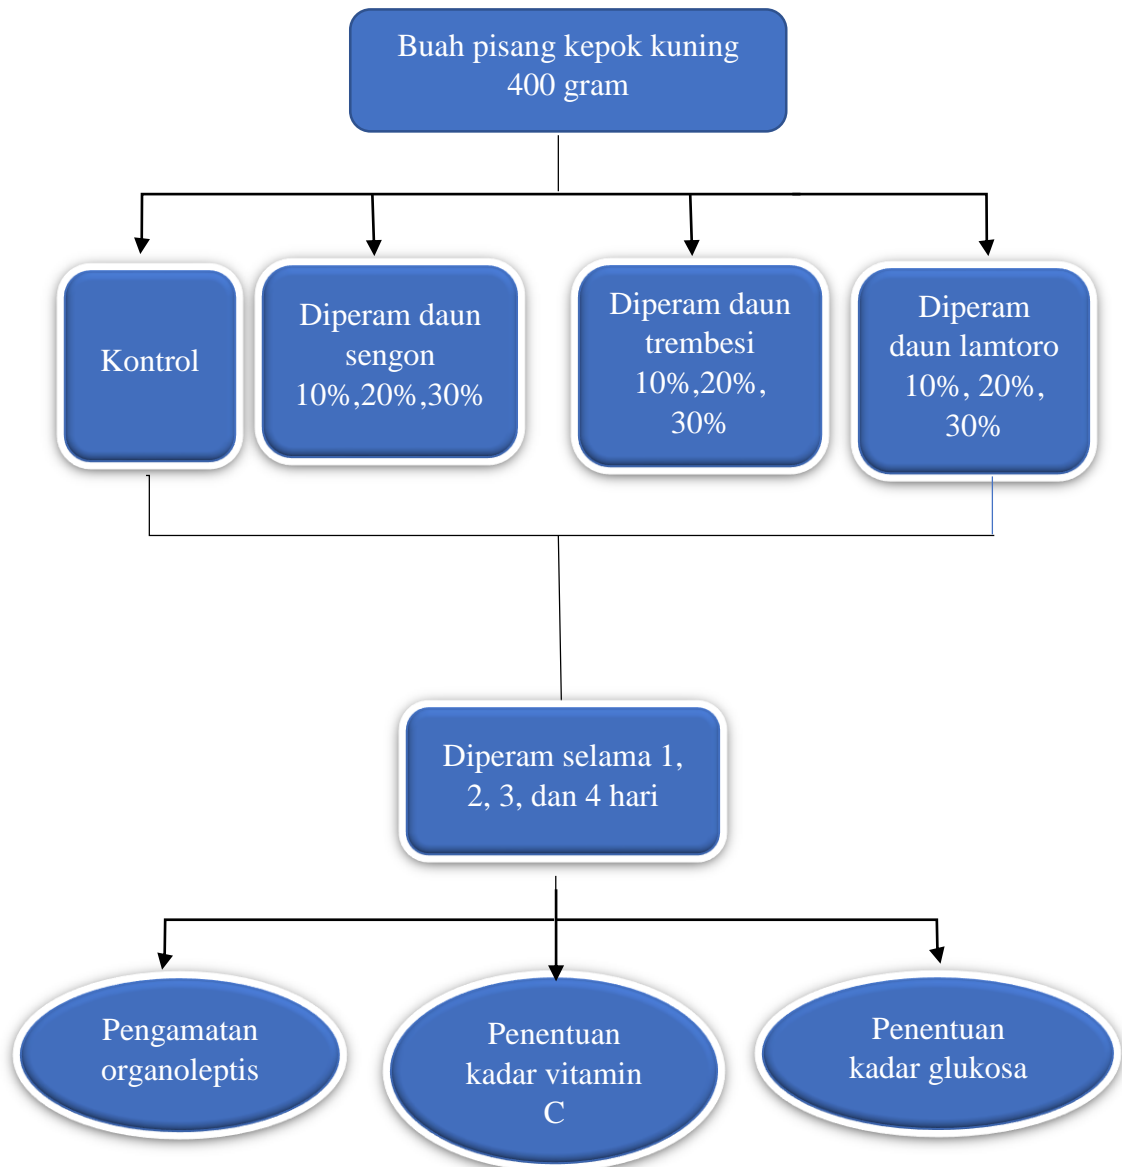 Buah pisang kepok kuning
400 gram
Kontrol
Diperam daun
sengon
10%,20%,30%
Diperam daun
trembesi
10%,20%,
30%
Diperam
daun lamtoro
10%, 20%,
30%
Diperam selama 1,
2, 3, dan 4 hari
Pengamatan
organoleptis
Penentuan
kadar vitamin
C
Penentuan
kadar glukosa